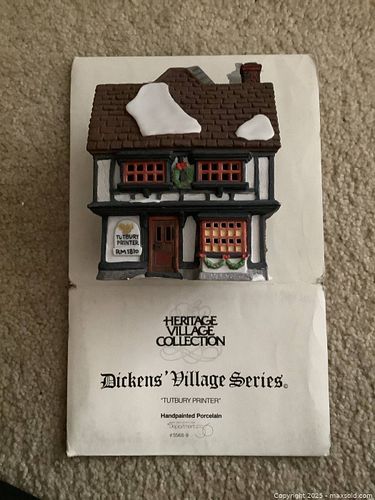 TUTBURY
PRINTER
HERITAGE
VILLAGE
COLLECTION
Dickens' Village Series©
"TUTBURY PRINTER"
Handpainted Porcelain
Department 56
#5568-9
Copyright 2025 - maxsold.com